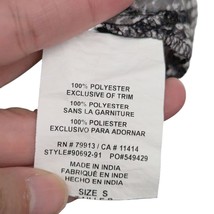 100% POLYESTER
EXCLUSIVE OF TRIM
100% POLYESTER
SANS LA GARNITURE
100% POLIESTER
EXCLUSIVO PARA ADORNAR
RN # 79913 / CA # 11414
STYLE#90692-91 PO#549429
MADE IN INDIA
FABRIQUÉ EN INDE
HECHO EN INDIA
SIZE S